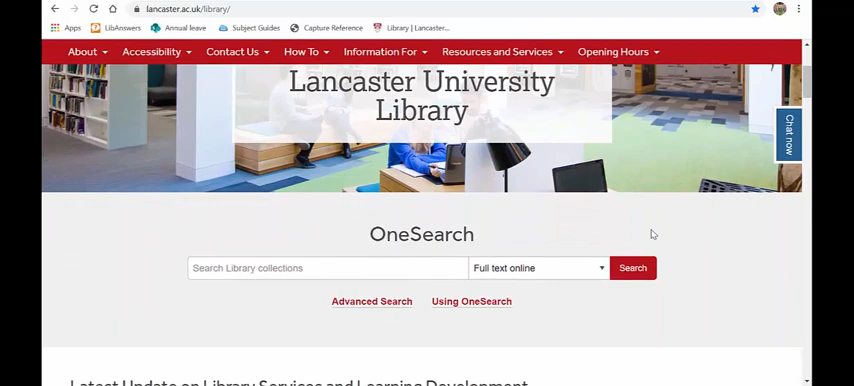 lancaster.ac.uk/library/
Apps LibAnswers Annual leave Subject Guides Capture Reference Library | Lancaster...
About Accessibility Contact Us How To Information For Resources and Services Opening Hours
Lancaster University
Library
Chat now
OneSearch
Search Library collections Full text online Search
Advanced Search Using OneSearch
Latest Update on Library Services and Learning Development